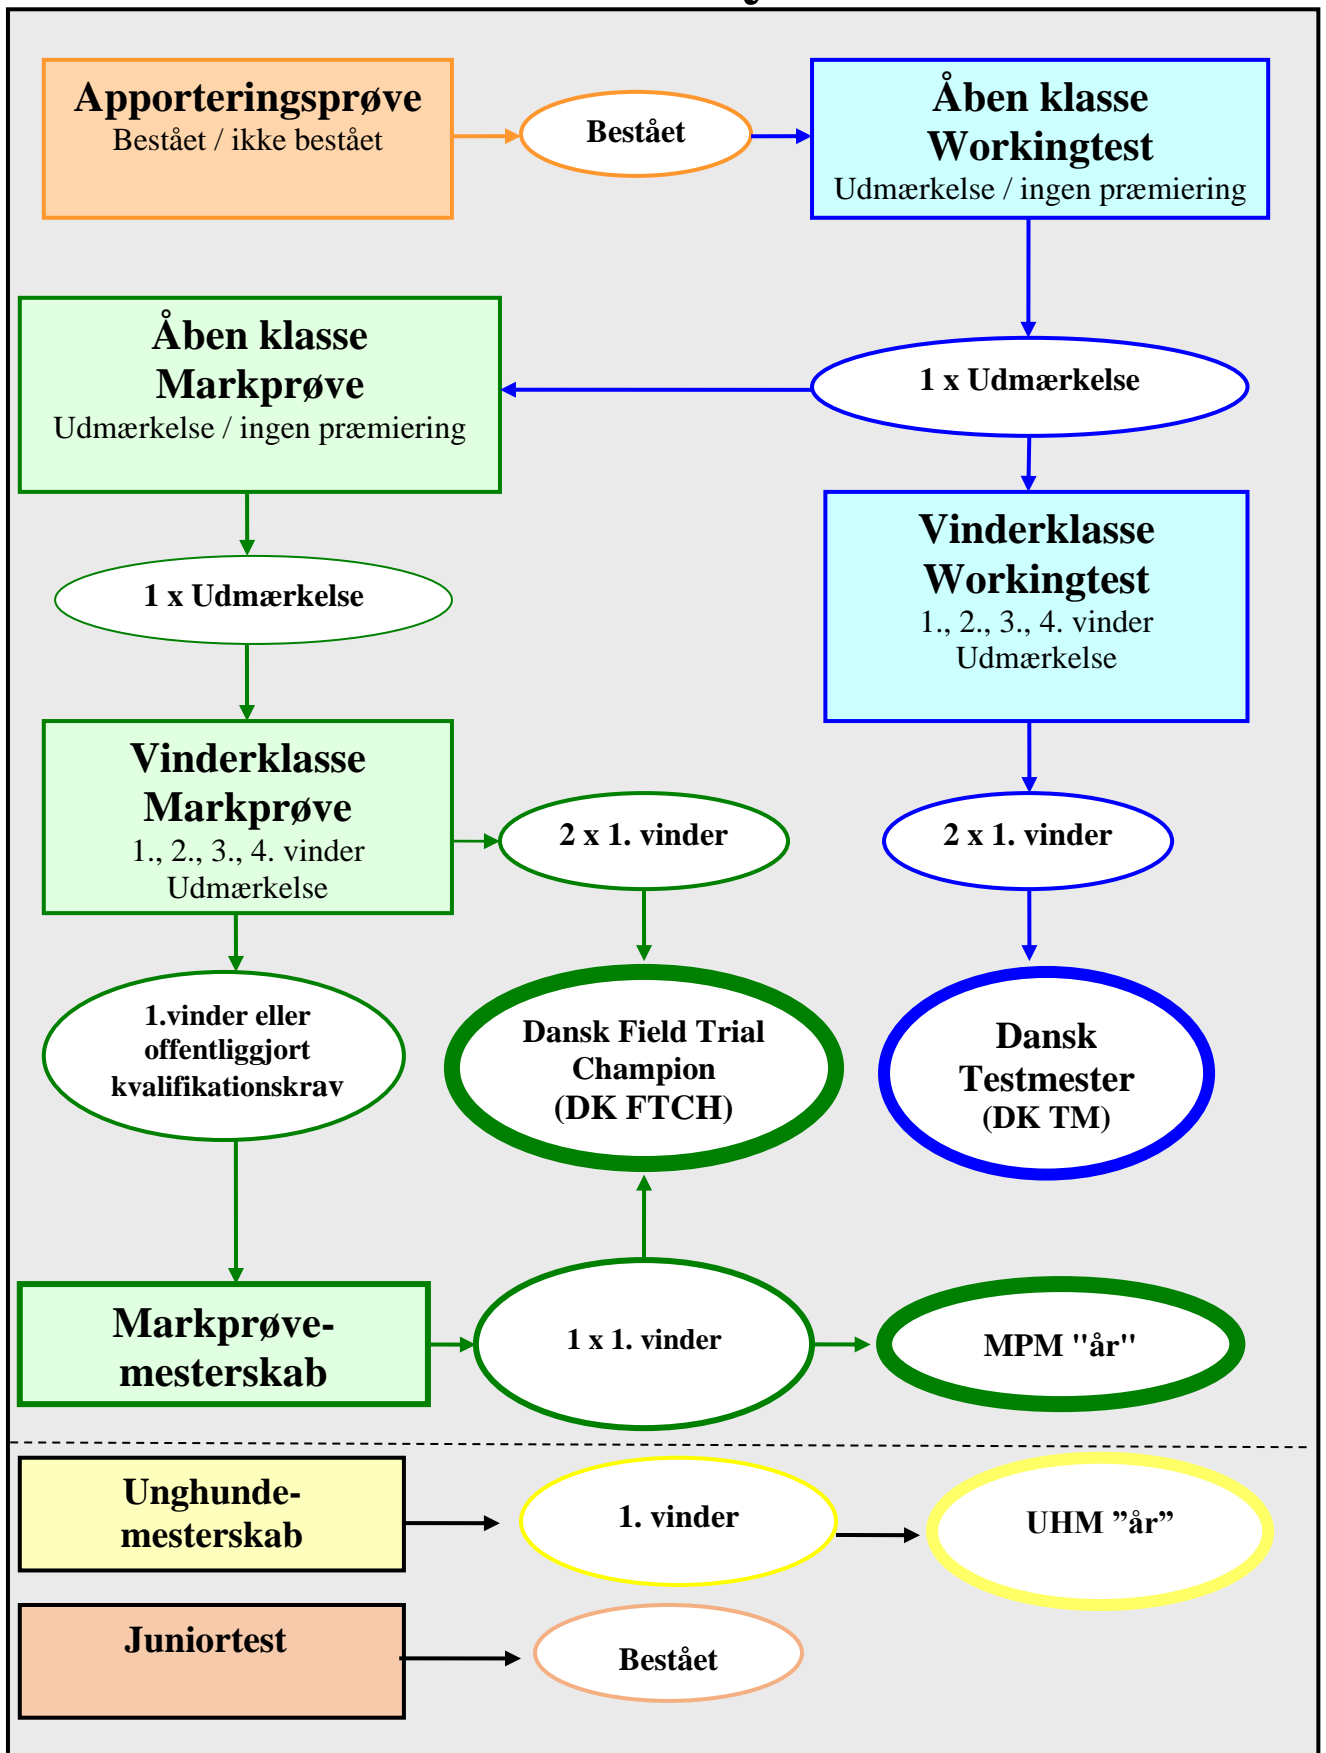 Apporteringsprøve
Bestået / ikke bestået
Bestået
Åben klasse
Workingtest
Udmærkelse / ingen præmiering
Åben klasse
Markprøve
Udmærkelse / ingen præmiering
1 x Udmærkelse
1 x Udmærkelse
Vinderklasse
Workingtest
1., 2., 3., 4. vinder
Udmærkelse
Vinderklasse
Markprøve
1., 2., 3., 4. vinder
Udmærkelse
2 x 1. vinder
2 x 1. vinder
1.vinder eller
offentliggjort
kvalifikationskrav
Dansk Field Trial
Champion
(DK FTCH)
Dansk
Testmester
(DK TM)
Markprøve-
mesterskab
1 x 1. vinder
MPM "år"
Unghunde-
mesterskab
1. vinder
UHM ”år”
Juniortest
Bestået